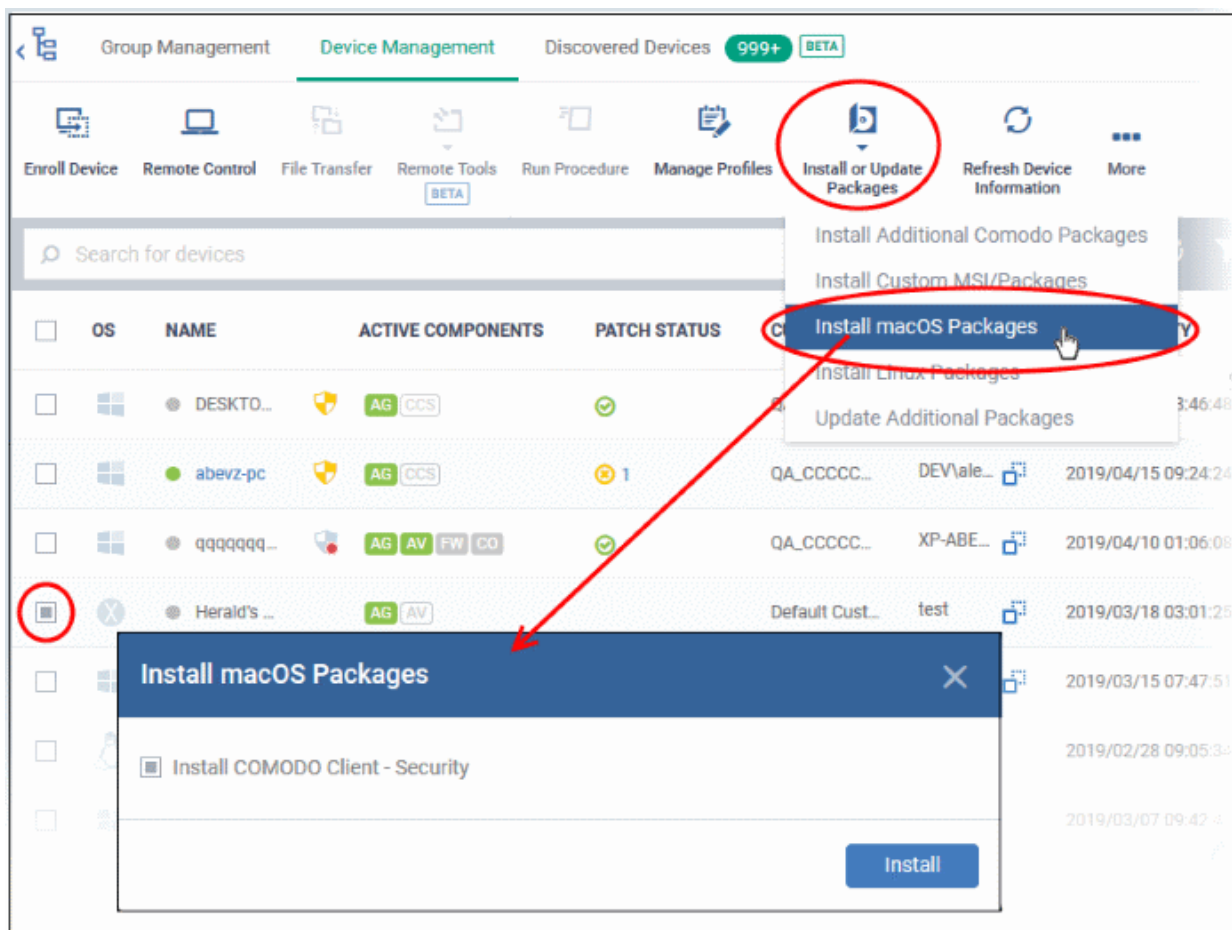 Group Management
Device Management
Discovered Devices 999+ BETA
Enroll Device
Remote Control
File Transfer
Remote Tools
BETA
Run Procedure
Manage Profiles
Install or Update
Packages
Refresh Device
Information
More
Search for devices
Install Additional Comodo Packages
Install Custom MSI/Packages
Install macOS Packages
Install Linux Packages
Update Additional Packages
OS NAME ACTIVE COMPONENTS PATCH STATUS
DESKTO... AG CCS
abevz-pc AG CCS 1 QA_CCCCC... DEV\ale... 2019/04/15 09:24:24
qqqqqqq... AG AV FW CO QA_CCCCC... XP-ABE... 2019/04/10 01:06:08
Herald's ... AG AV Default Cust... test 2019/03/18 03:01:25
2019/03/15 07:47:51
2019/02/28 09:05:3
2019/03/07 09:42
Install macOS Packages
Install COMODO Client - Security
Install